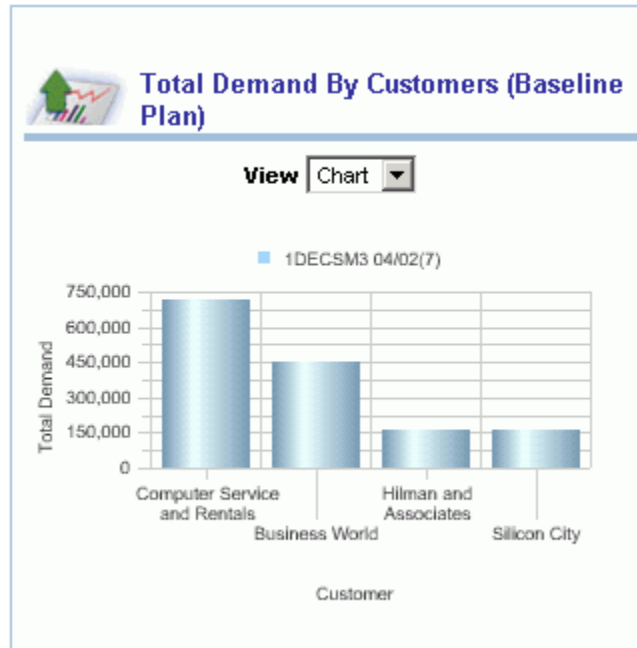 Total Demand By Customers (Baseline
Plan)
View Chart
1DECSM3 04/02(7)
750,000
600,000
450,000
300,000
150,000
0
Total Demand
Computer Service
and Rentals
Business World
Hilman and
Associates
Silicon City
Customer